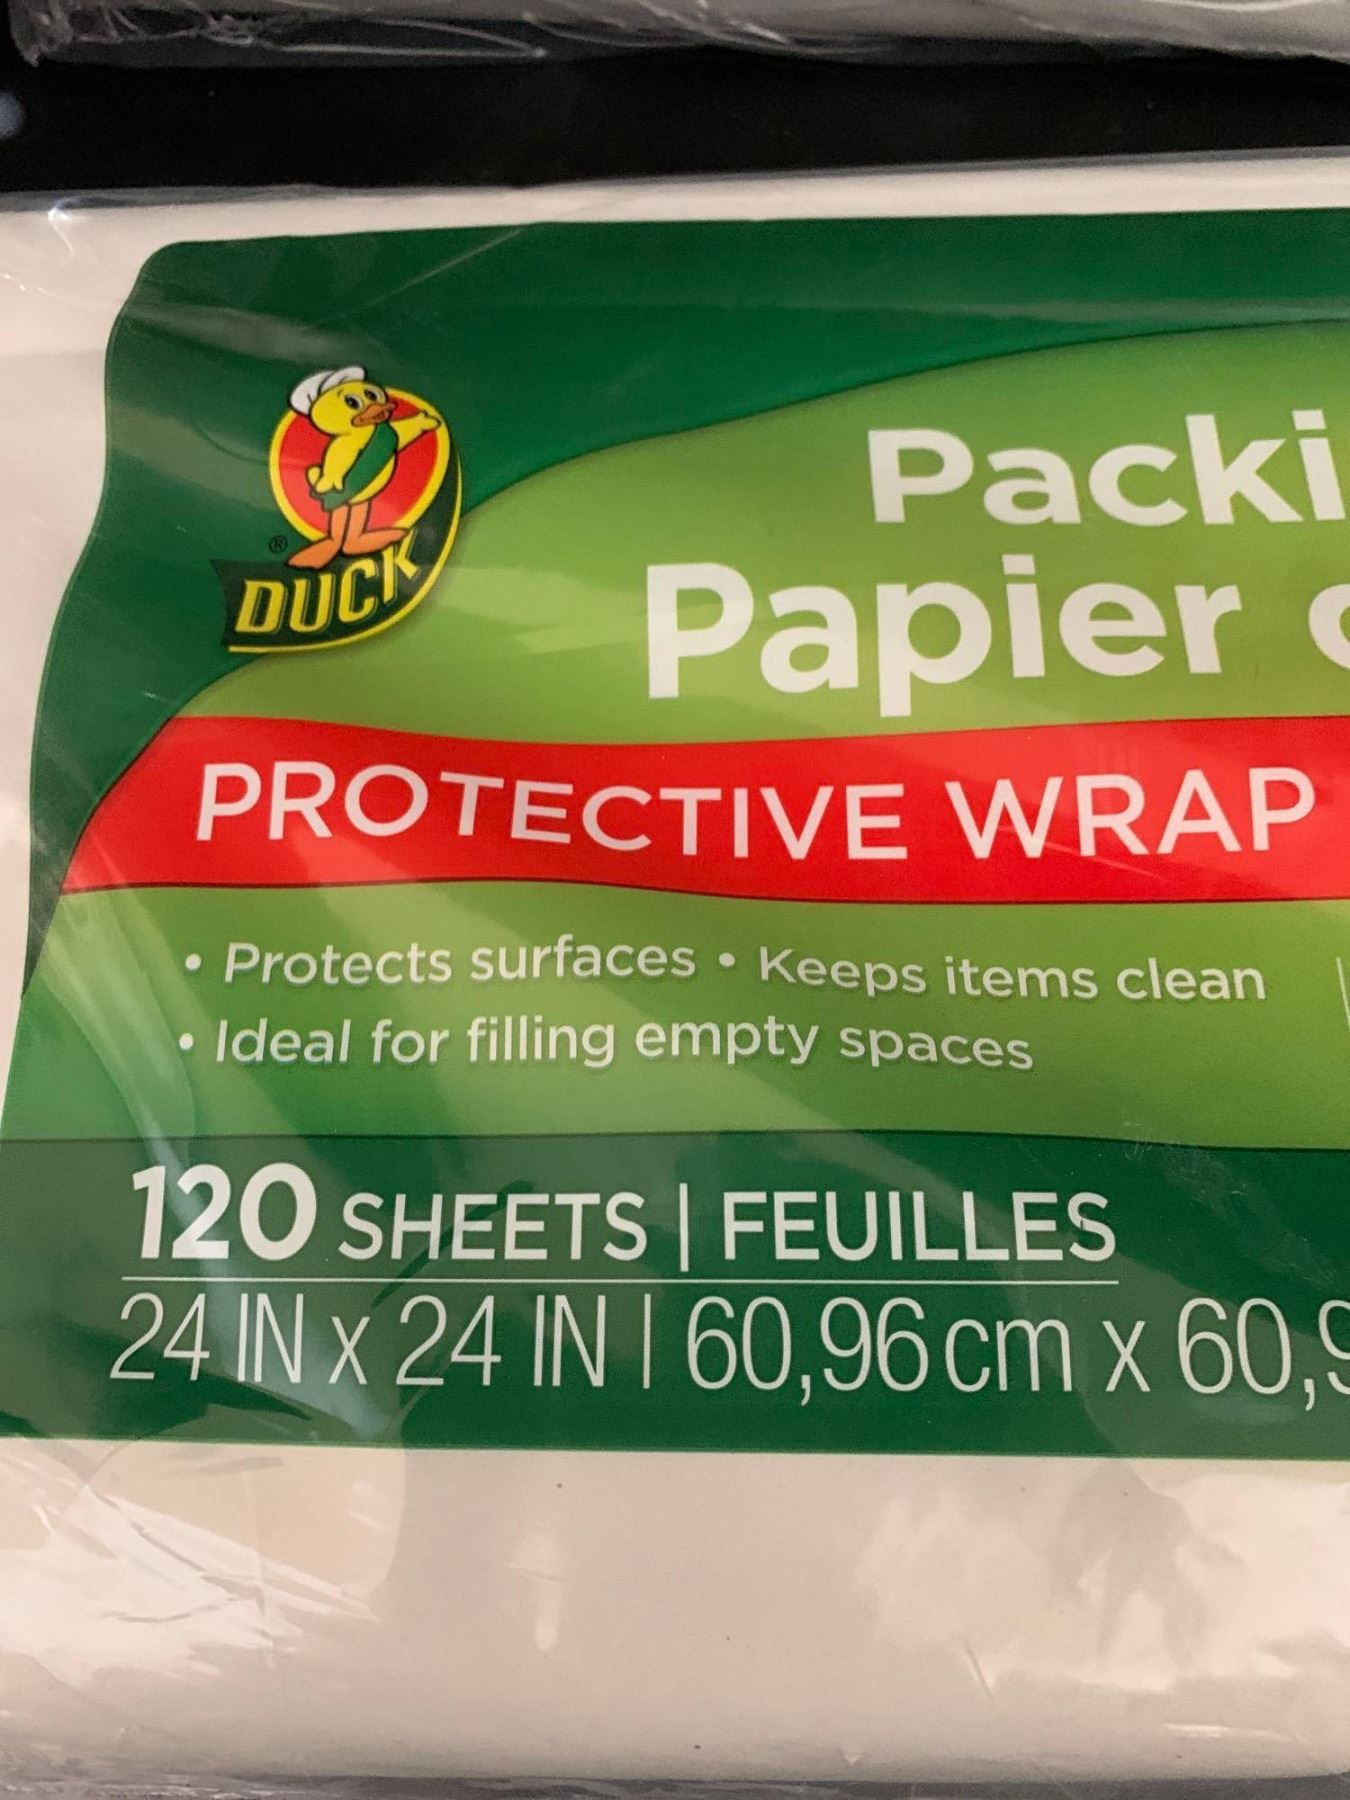 DUCK®
Packi
Papier
PROTECTIVE WRAP
• Protects surfaces • Keeps items clean
• Ideal for filling empty spaces
120 SHEETS | FEUILLES
24 IN x 24 IN | 60,96 cm x 60,9